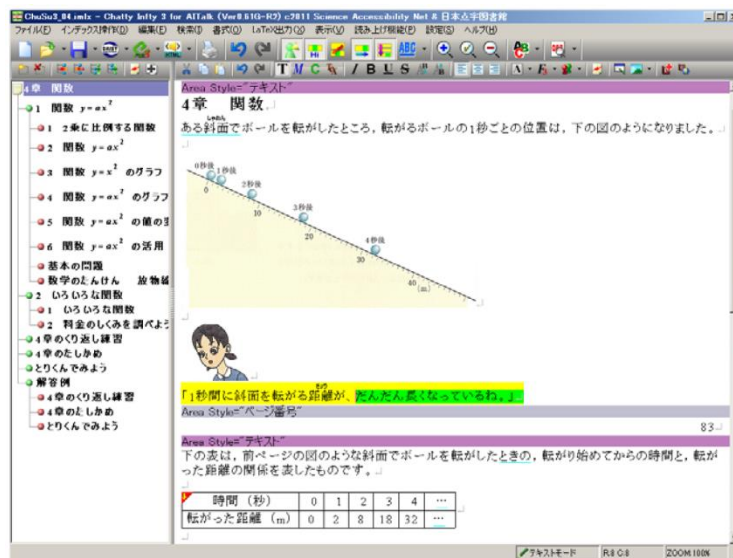 ChuSu3_04.imlx - Chatty Infty 3 for AITalk (Ver0.61G-R2) c2011 Science Accessibility Net & 日本点字図書館
ファイル(F) インデックス操作(D) 編集(E) 検索(I) 書式(O) LaTeX出力(X) 表示(V) 読み上げ機能(P) 設定(S) ヘルプ(H)
T M C / B U S
4章 関数
1 関数 y=ax²
1 2乗に比例する関数
2 関数 y=ax²
3 関数 y=x² のグラフ
4 関数 y=ax² のグラフ
5 関数 y=ax² の値の
6 関数 y=ax² の活用
基本の問題
数学のたんけん 放物
2 いろいろな関数
1 いろいろな関数
2 料金のしくみを調べよう
4章のくり返し練習
4章のたしかめ
とりくんでみよう
解答例
4章のくり返し練習
4章のたしかめ
とりくんでみよう
Area Style="テキスト"
4章 関数
しゃめん
ある斜面でボールを転がしたところ，転がるボールの1秒ごとの位置は，下の図のようになりました。
0秒後
1秒後
2秒後
3秒後
4秒後
0
10
20
30
40
(m)
きょり
「1秒間に斜面を転がる距離が、だんだん長くなっているね。」
Area Style="ページ番号"
83
Area Style="テキスト"
下の表は，前ページの図のような斜面でボールを転がしたときの，転がり始めてからの時間と，転が
った距離の関係を表したものです。
時間（秒） 0 1 2 3 4 …
転がった距離（m） 0 2 8 18 32 …
テキストモード R:8 C:8 ZOOM 100%